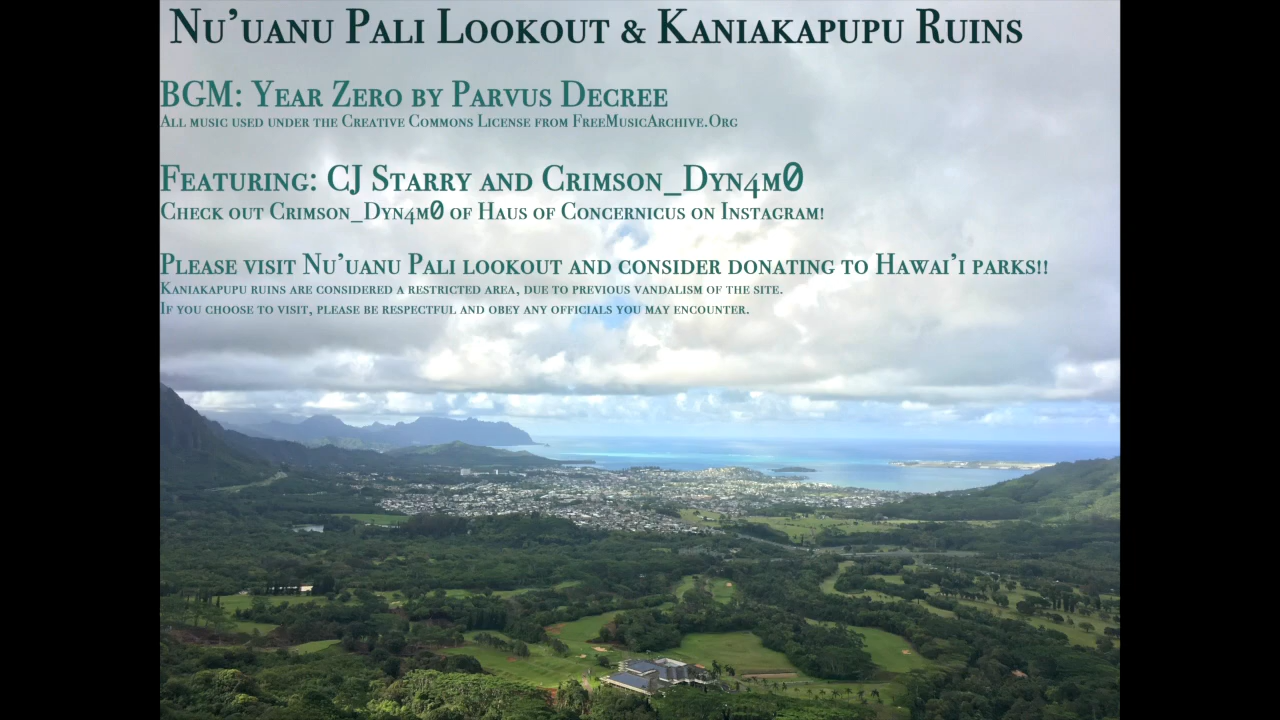 Nu'uanu Pali Lookout & Kaniakapupu Ruins
BGM: Year Zero by Parvus Decree
All music used under the Creative Commons License from FreeMusicArchive.Org
Featuring: CJ Starry and Crimson_Dyn4m0
Check out Crimson_Dyn4m0 of Haus of Concernicus on Instagram!
Please visit Nu'uanu Pali lookout and consider donating to Hawai'i parks!!
Kaniakapupu ruins are considered a restricted area, due to previous vandalism of the site.
If you choose to visit, please be respectful and obey any officials you may encounter.